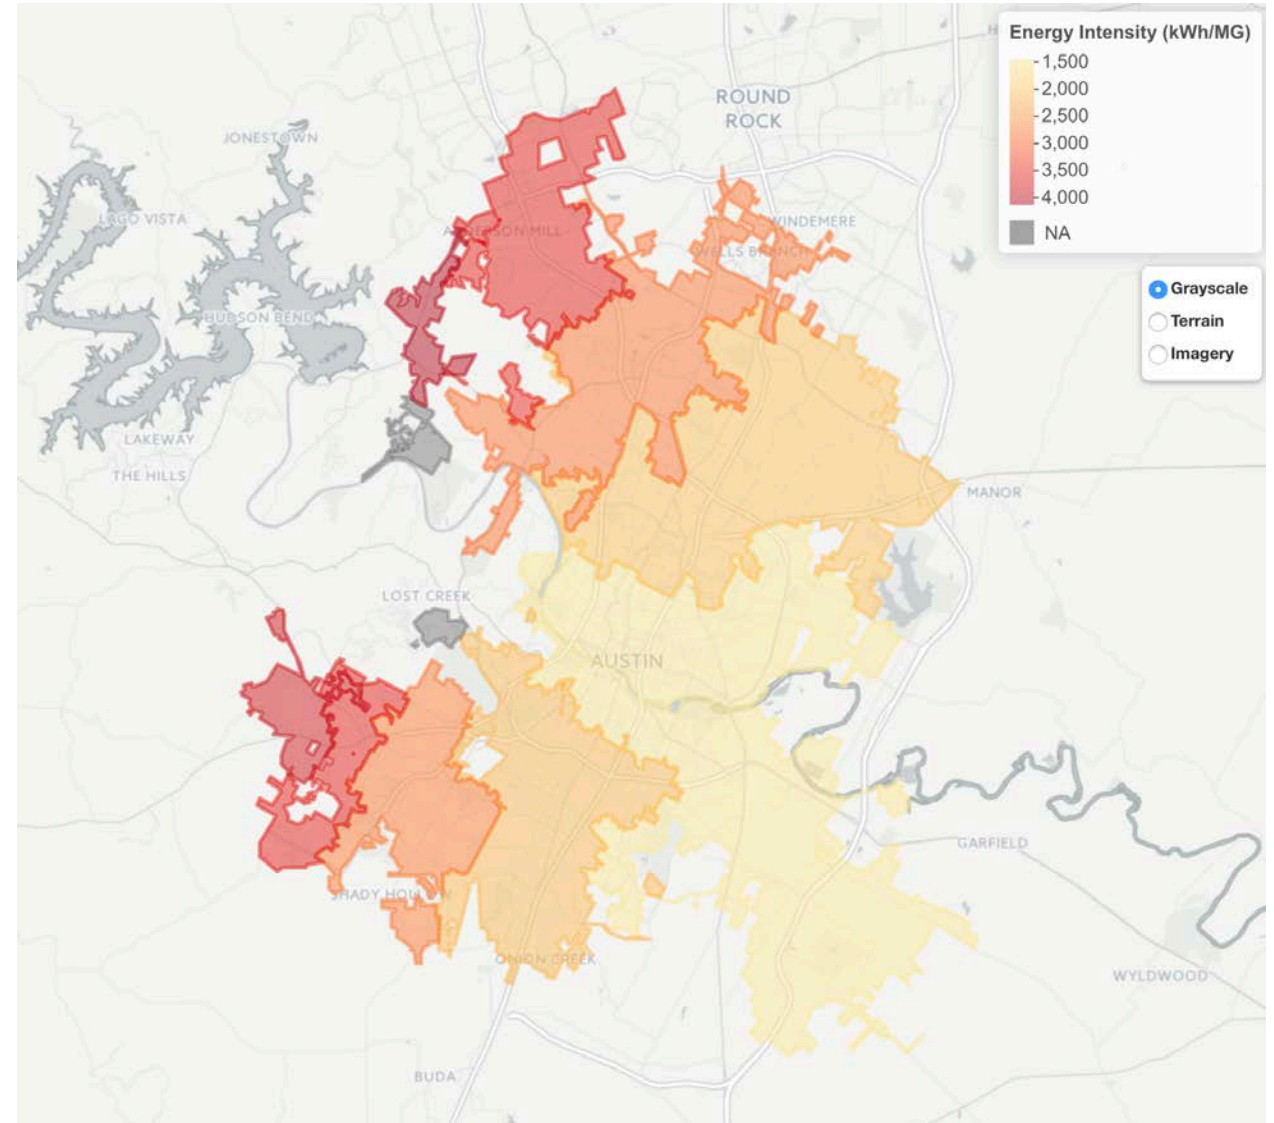 Energy Intensity (kWh/MG)
1,500
2,000
2,500
3,000
3,500
4,000
NA
Grayscale
Terrain
Imagery
ROUND
ROCK
JONESTOWN
LAGO VISTA
ANDERSON MILL
WINDEMERE
WELLS BRANCH
HUDSON BEND
LAKEWAY
THE HILLS
MANOR
LOST CREEK
AUSTIN
GARFIELD
SHADY HOLLOW
ONION CREEK
WYLDWOOD
BUDA